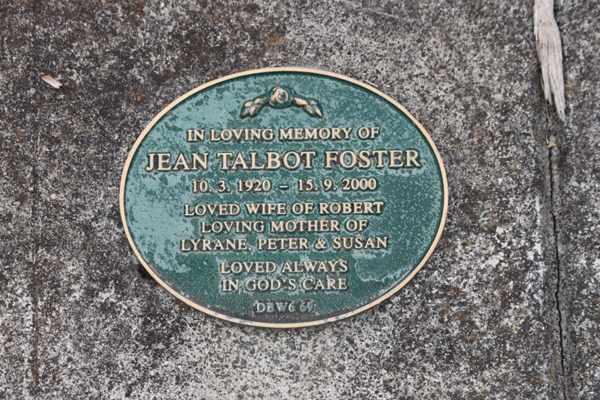 IN LOVING MEMORY OF
JEAN TALBOT FOSTER
10. 3. 1920 – 15. 9. 2000
LOVED WIFE OF ROBERT
LOVING MOTHER OF
LYRANE, PETER & SUSAN
LOVED ALWAYS
IN GOD'S CARE